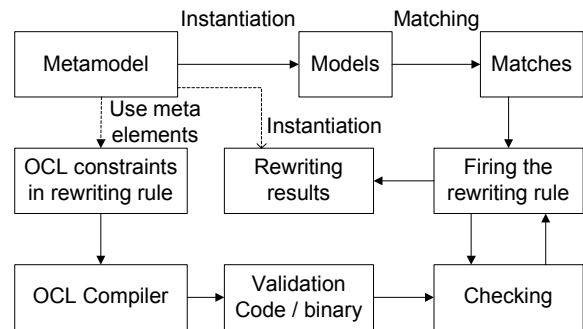 Instantiation
Matching
Metamodel
Models
Matches
Use meta
elements
Instantiation
OCL constraints
in rewriting rule
Rewriting
results
Firing the
rewriting rule
OCL Compiler
Validation
Code / binary
Checking